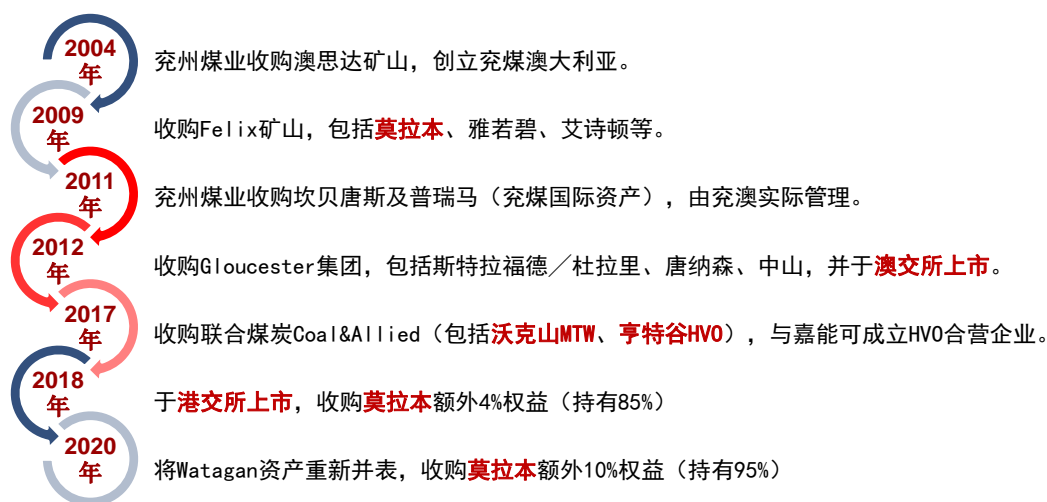 2004
年
兖州煤业收购澳思达矿山，创立兖煤澳大利亚。
2009
年
收购Felix矿山，包括莫拉本、雅若碧、艾诗顿等。
2011
年
兖州煤业收购坎贝唐斯及普瑞马（兖煤国际资产），由兖澳实际管理。
2012
年
收购Gloucester集团，包括斯特拉福德／杜拉里、唐纳森、中山，并于澳交所上市。
2017
年
收购联合煤炭Coal&Allied（包括沃克山MTW、亨特谷HVO），与嘉能可成立HVO合营企业。
2018
年
于港交所上市，收购莫拉本额外4%权益（持有85%）
2020
年
将Watagan资产重新并表，收购莫拉本额外10%权益（持有95%）